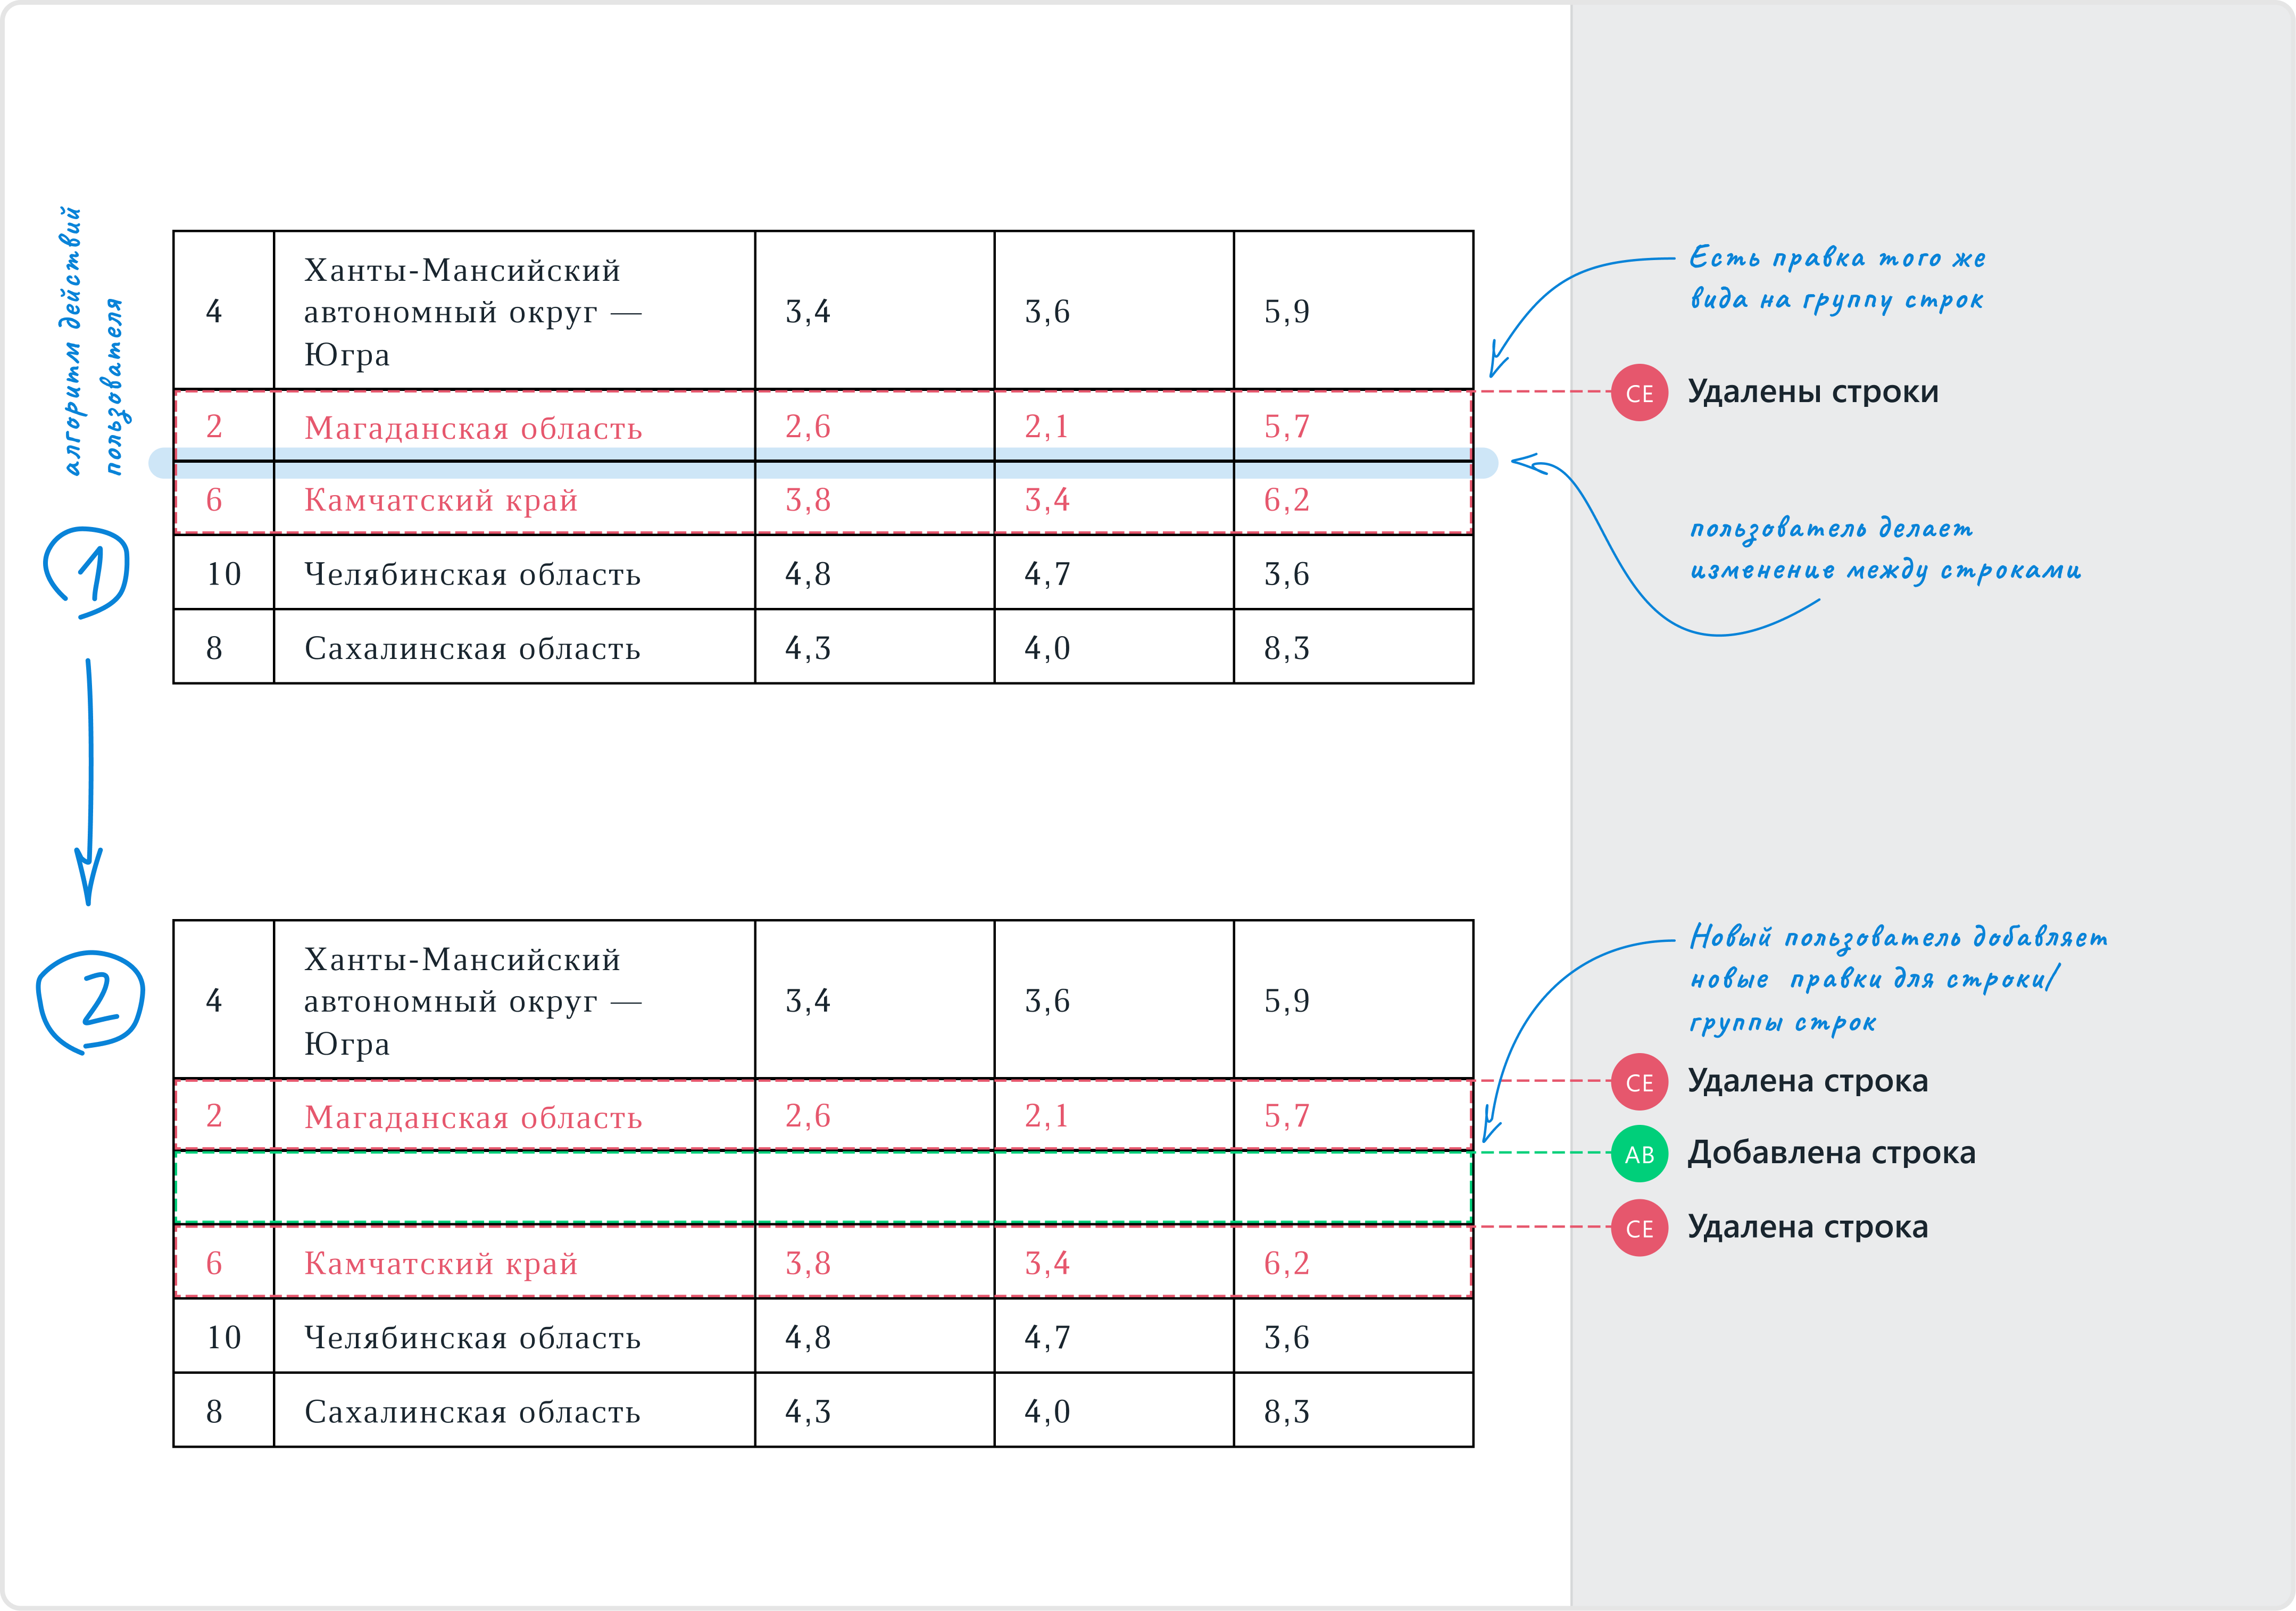 алгоритм действий
пользователя
1
4 Ханты-Мансийский 3,4 3,6 5,9
автономный округ —
Югра
2 Магаданская область 2,6 2,1 5,7
6 Камчатский край 3,8 3,4 6,2
10 Челябинская область 4,8 4,7 3,6
8 Сахалинская область 4,3 4,0 8,3
Есть правка того же
вида на группу строк
СЕ Удалены строки
пользователь делает
изменение между строками
2
4 Ханты-Мансийский 3,4 3,6 5,9
автономный округ —
Югра
2 Магаданская область 2,6 2,1 5,7
6 Камчатский край 3,8 3,4 6,2
10 Челябинская область 4,8 4,7 3,6
8 Сахалинская область 4,3 4,0 8,3
Новый пользователь добавляет
новые правки для строки/
группы строк
СЕ Удалена строка
АВ Добавлена строка
СЕ Удалена строка